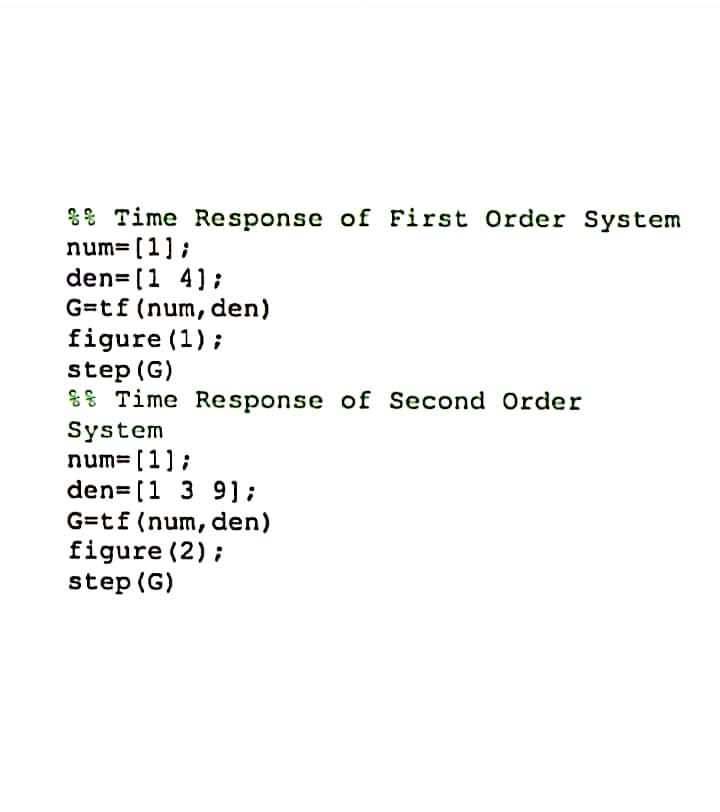 %% Time Response of First Order System
num=[1];
den=[1 4];
G=tf(num,den)
figure(1);
step(G)
%% Time Response of Second Order
System
num=[1];
den=[1 3 9];
G=tf(num,den)
figure(2);
step(G)